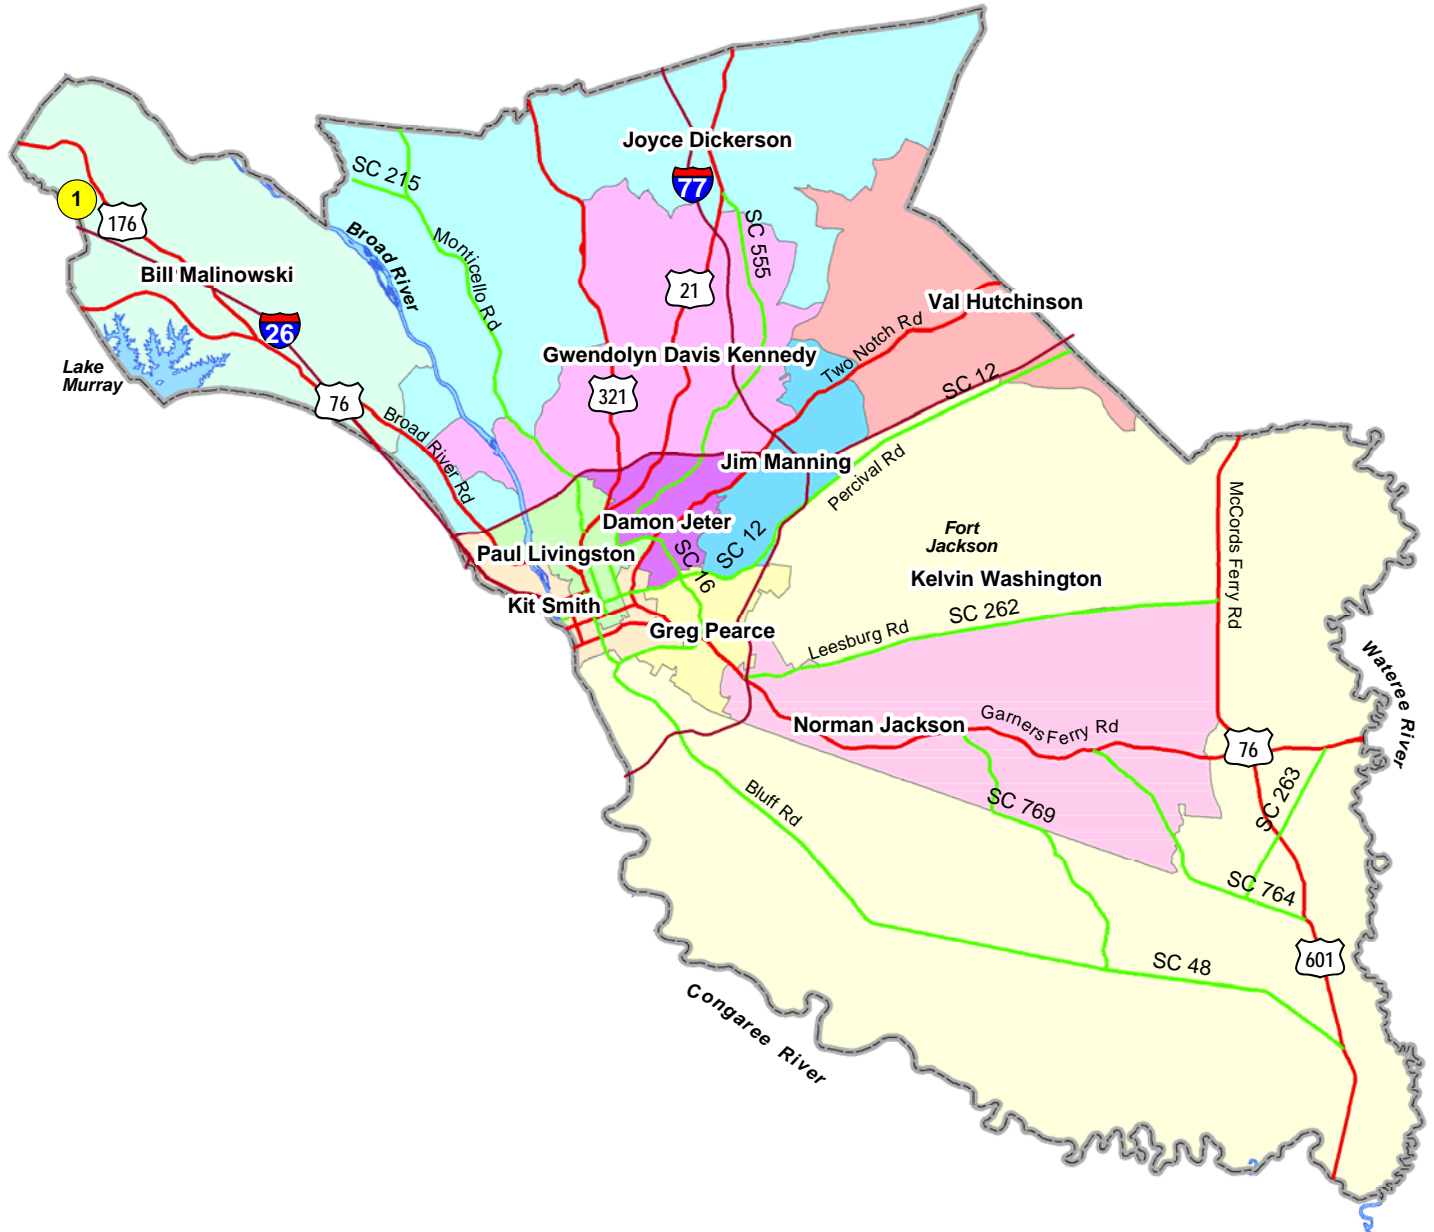 Joyce Dickerson
SC 215
77
1
176
SC 555
Broad River
Monticello Rd
Bill Malinowski
21
Val Hutchinson
26
Two Notch Rd
Gwendolyn Davis Kennedy
Lake
Murray
SC 12
76
321
Broad River Rd
Jim Manning
Percival Rd
McCords Ferry Rd
Damon Jeter
SC 12
Fort
Jackson
Paul Livingston
SC 16
Kelvin Washington
Kit Smith
SC 262
Greg Pearce
Leesburg Rd
Wateree River
Norman Jackson
Garners Ferry Rd
76
SC 263
Bluff Rd
SC 769
SC 764
601
SC 48
Congaree River